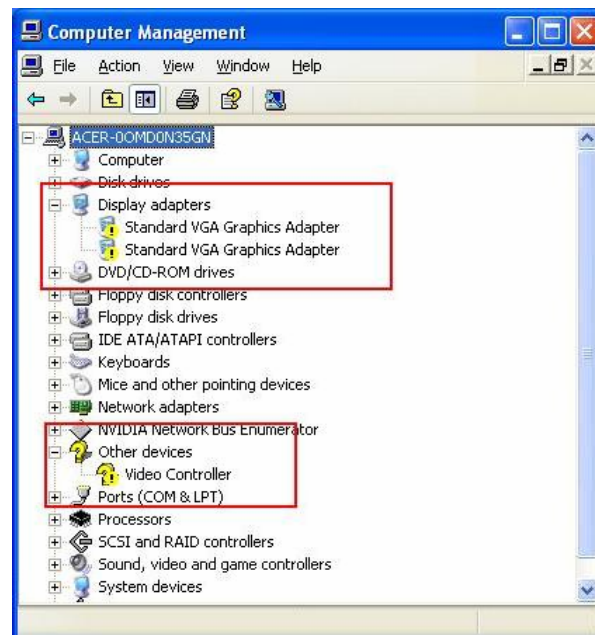 Computer Management
File Action View Window Help
ACER-0OMD0N35GN
Computer
Disk drives
Display adapters
Standard VGA Graphics Adapter
Standard VGA Graphics Adapter
DVD/CD-ROM drives
Floppy disk controllers
Floppy disk drives
IDE ATA/ATAPI controllers
Keyboards
Mice and other pointing devices
Network adapters
NVIDIA Network Bus Enumerator
Other devices
Video Controller
Ports (COM & LPT)
Processors
SCSI and RAID controllers
Sound, video and game controllers
System devices